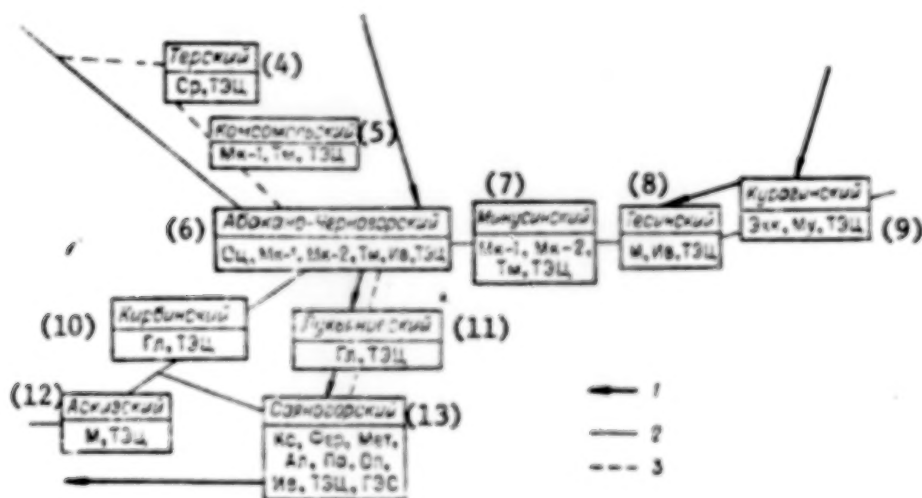 Терский (4)
Ср, ТЭЦ
Комсомольский (5)
Мк-1, Тм, ТЭЦ
(6) Абакано-Черногорский
Сц, Мк-1, Мк-2, Тм, Ив, ТЭЦ
(7)
Минусинский
Мк-1, Мк-2,
Тм, ТЭЦ
(8)
Тесинский
М, Ив, ТЭЦ
Курагинский
Экк, Му, ТЭЦ (9)
(10) Кирбинский
Гл, ТЭЦ
Лукьяновский (11)
Гл, ТЭЦ
(12) Аскизский
М, ТЭЦ
Саяногорский (13)
Кс, Фер, Мет,
Ал, Па, Оп,
Ив, ТЭЦ, ГЭС
1
2
3